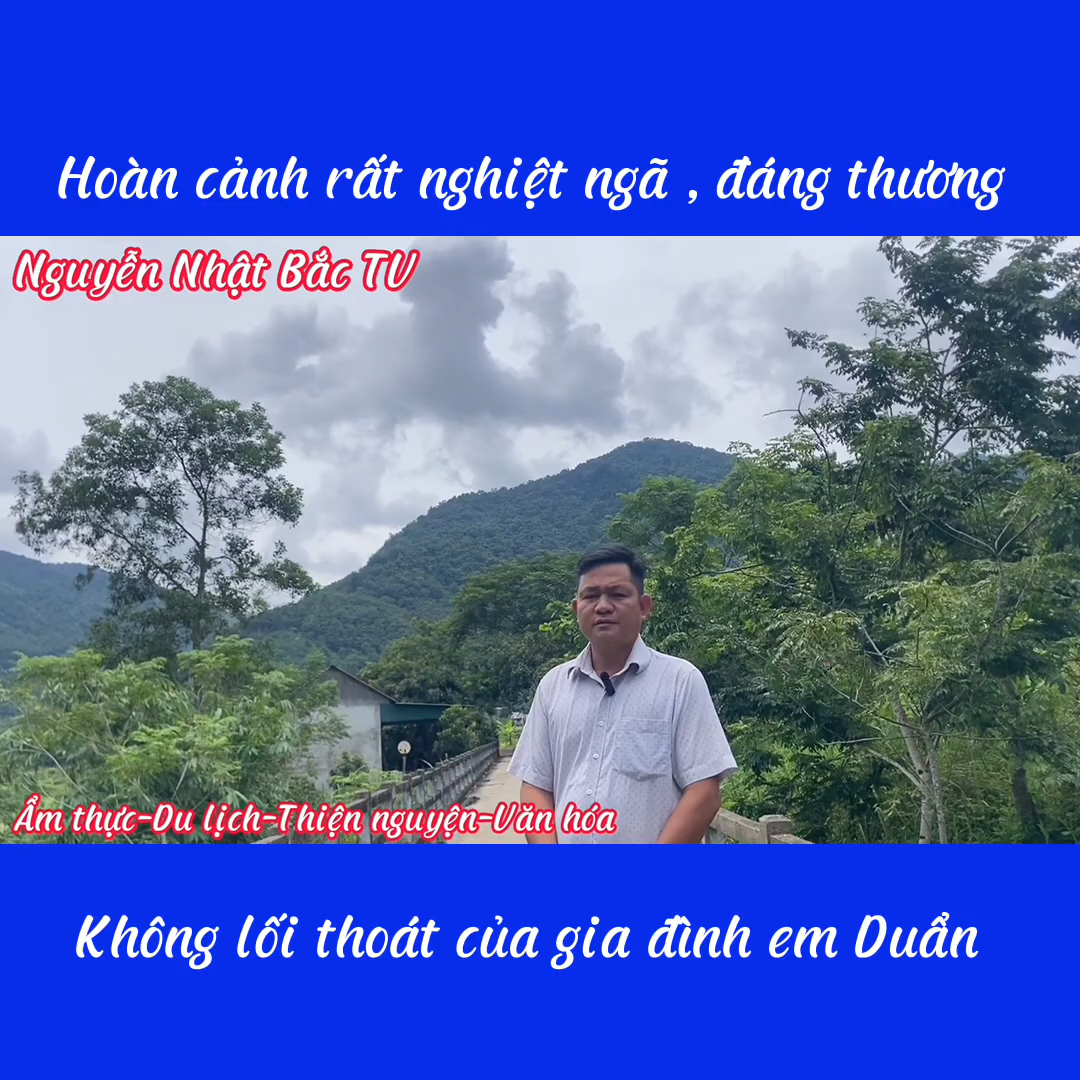 Hoàn cảnh rất nghiệt ngã , đáng thương
Nguyễn Nhật Bắc TV
Ẩm thực-Du lịch-Thiện nguyện-Văn hóa
Không lối thoát của gia đình em Duẩn